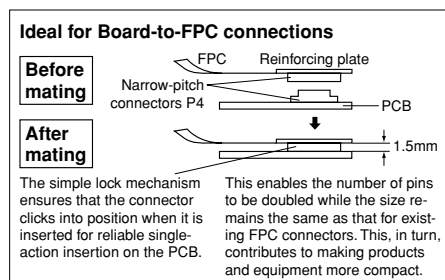 Ideal for Board-to-FPC connections
Before
mating
FPC
Reinforcing plate
Narrow-pitch
connectors P4
PCB
After
mating
1.5mm
The simple lock mechanism
ensures that the connector
clicks into position when it is
inserted for reliable single-
action insertion on the PCB.
This enables the number of pins
to be doubled while the size re-
mains the same as that for exist-
ing FPC connectors. This, in turn,
contributes to making products
and equipment more compact.